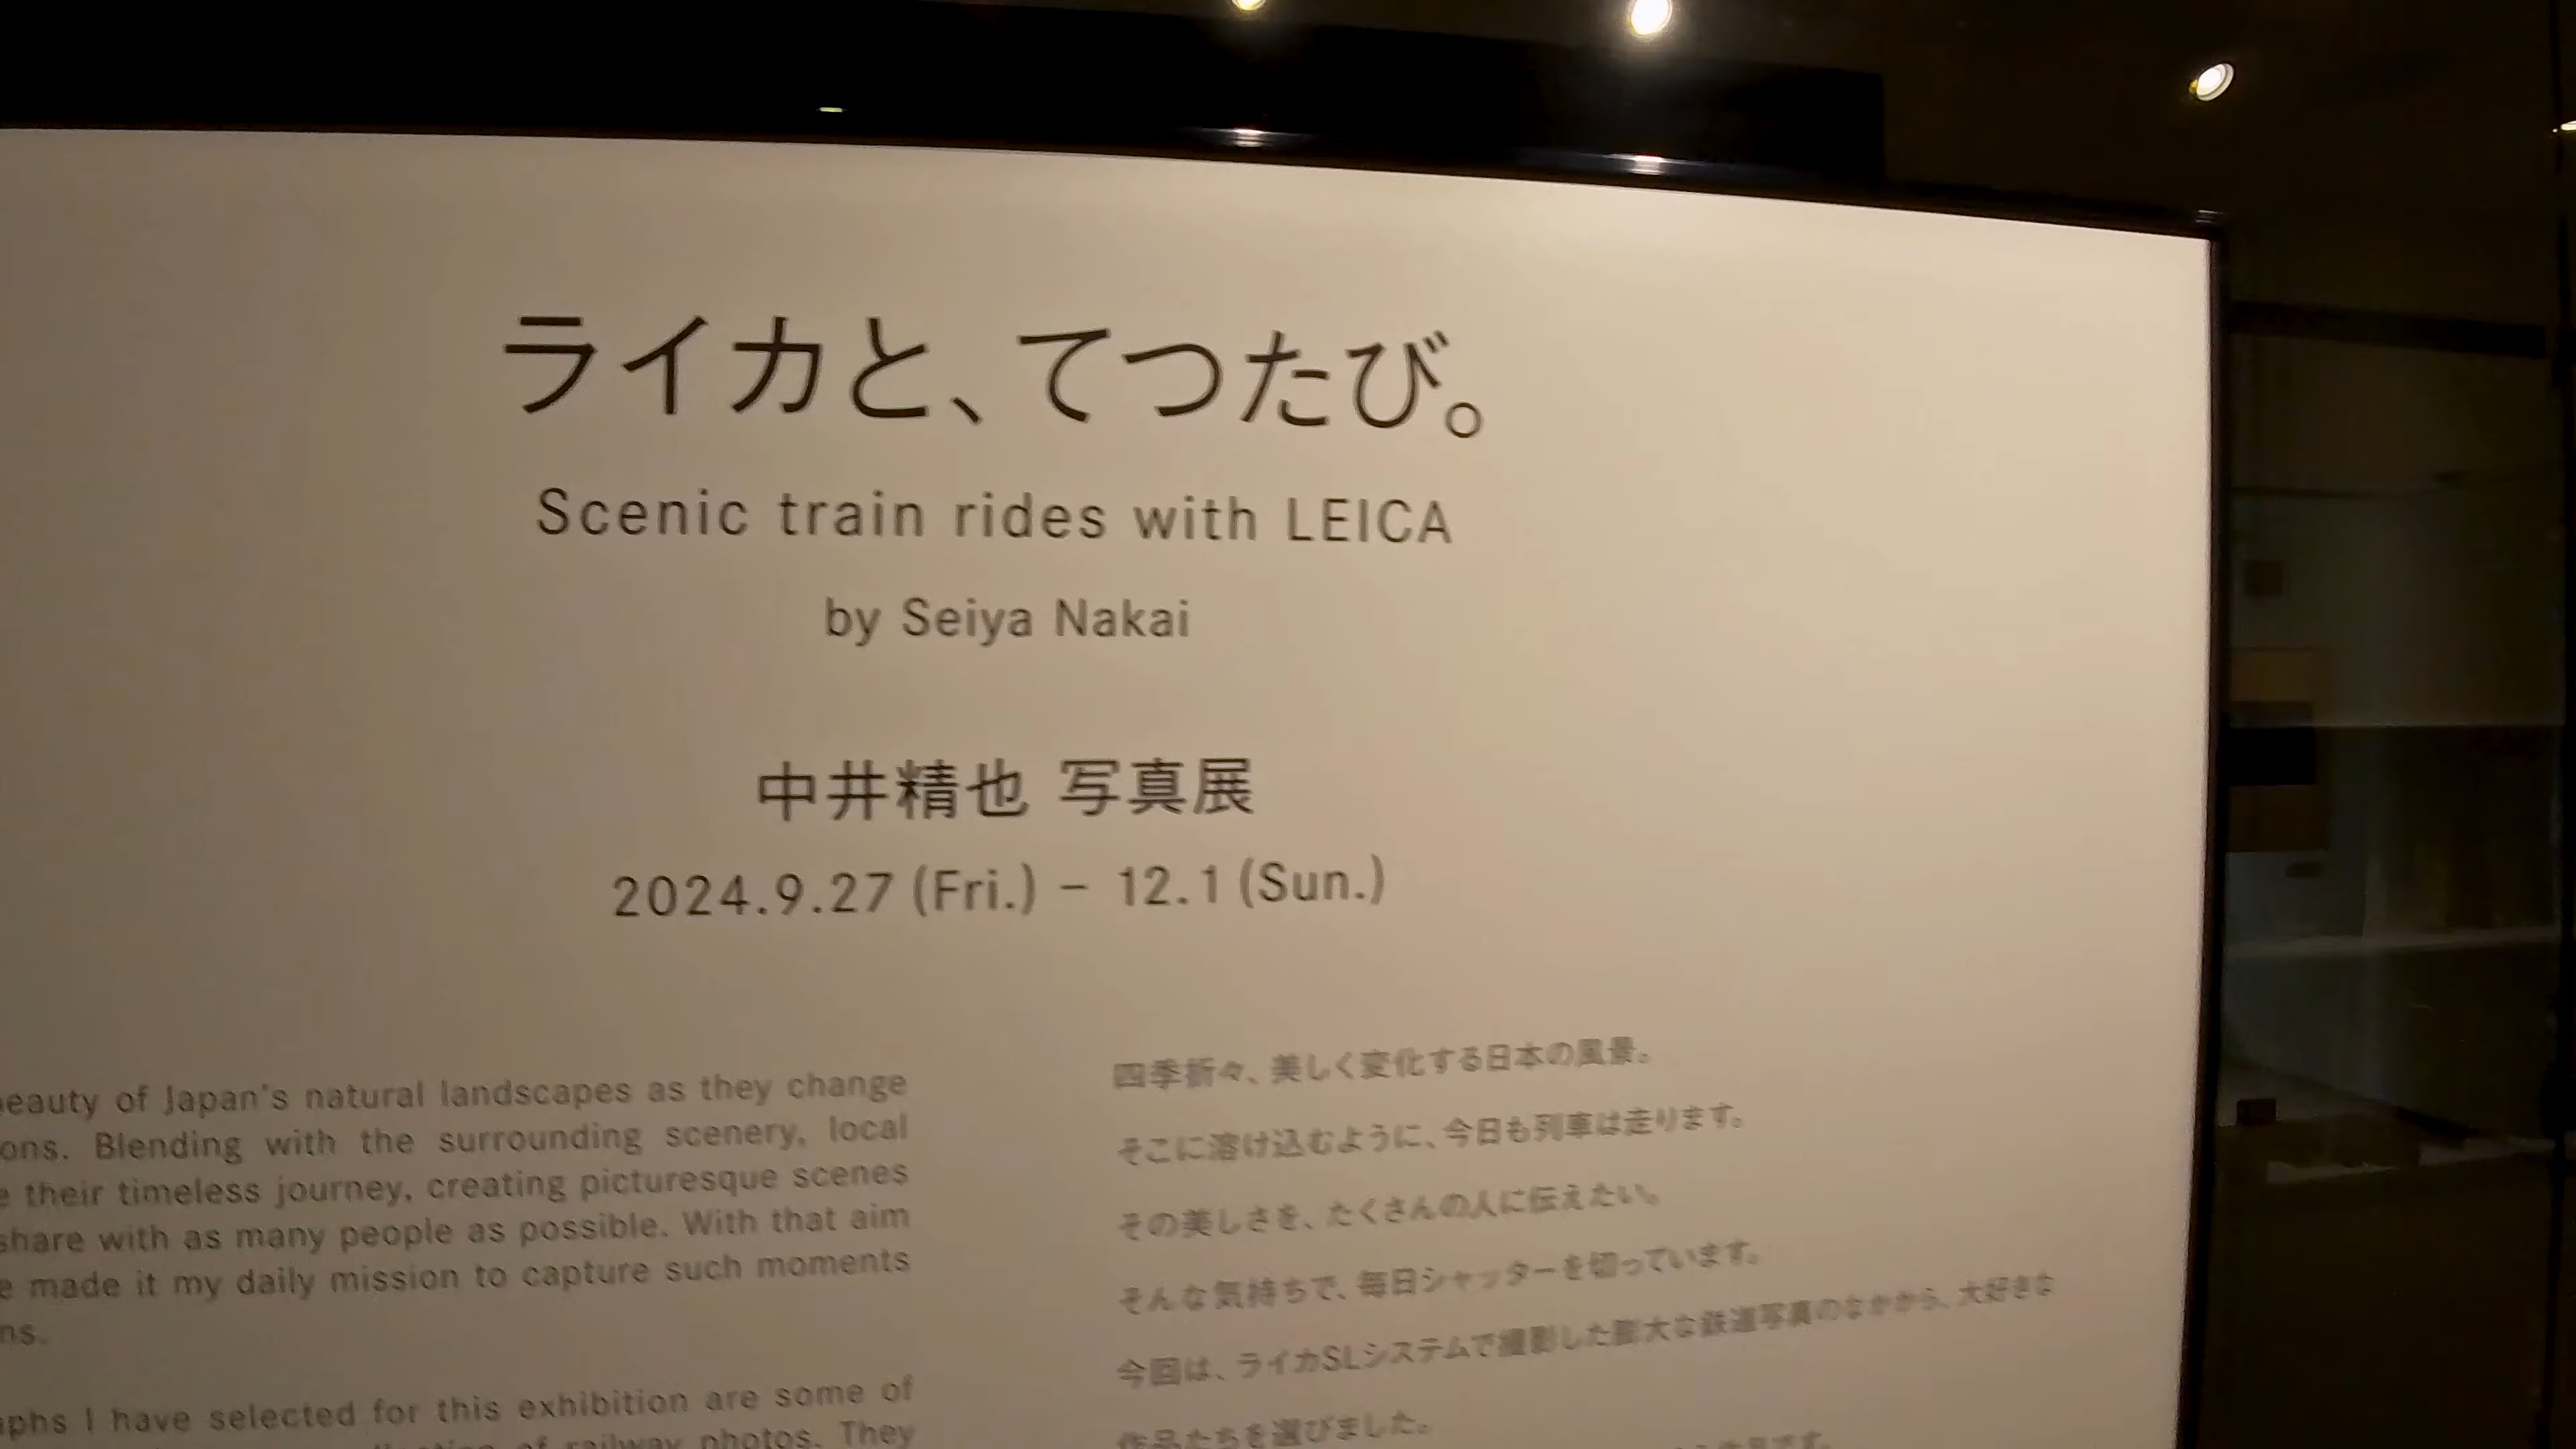 ライカと、てつたび。
Scenic train rides with LEICA
by Seiya Nakai
中井精也 写真展
2024.9.27 (Fri.) – 12.1 (Sun.)
eauty of Japan's natural landscapes as they change
ons. Blending with the surrounding scenery, local
e their timeless journey, creating picturesque scenes
share with as many people as possible. With that aim
e made it my daily mission to capture such moments
ns.
phs I have selected for this exhibition are some of
of railway photos. They
四季折々、美しく変化する日本の風景。
そこに溶け込むように、今日も列車は走ります。
その美しさを、たくさんの人に伝えたい。
そんな気持ちで、毎日シャッターを切っています。
今回は、ライカSLシステムで撮影した膨大な鉄道写真のなかから、大好きな
作品たちを選びました。